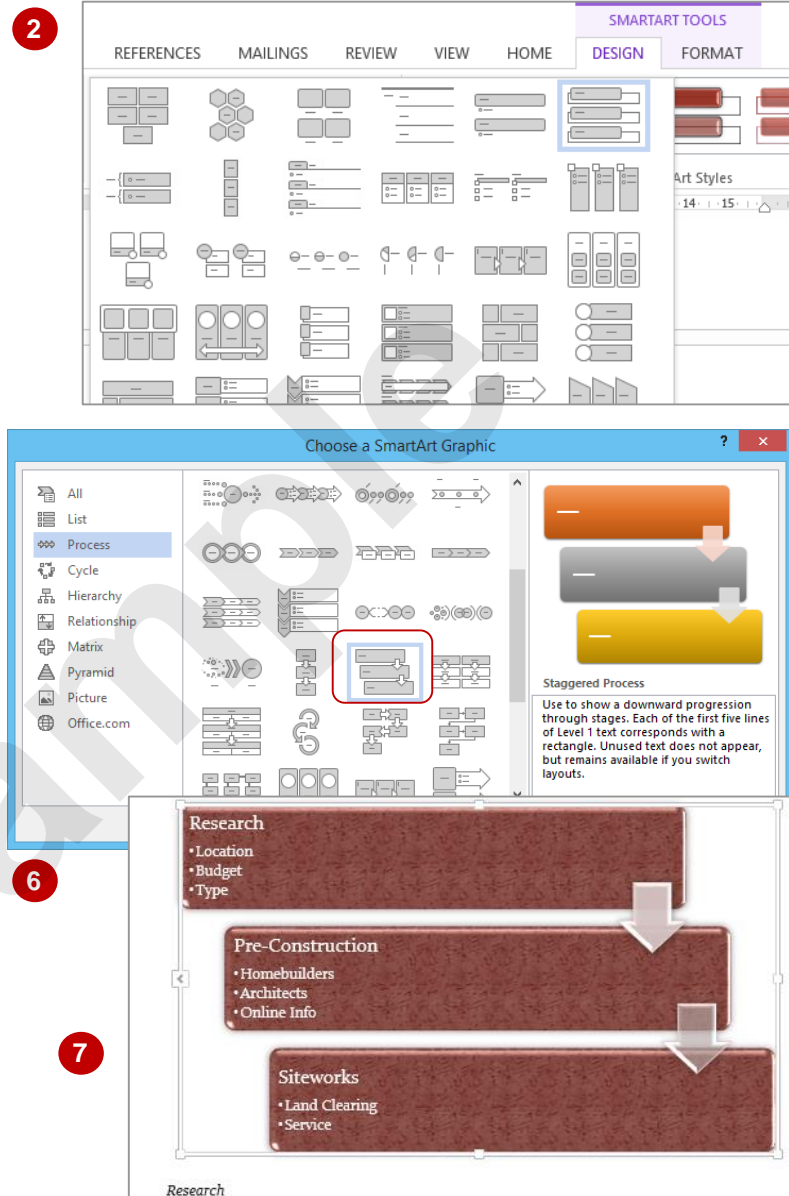 2
SMARTART TOOLS
REFERENCES MAILINGS REVIEW VIEW HOME DESIGN FORMAT
Art Styles
14 15
Choose a SmartArt Graphic ? ×
All
List
Process
Cycle
Hierarchy
Relationship
Matrix
Pyramid
Picture
Office.com
Staggered Process
Use to show a downward progression
through stages. Each of the first five lines
of Level 1 text corresponds with a
rectangle. Unused text does not appear,
but remains available if you switch
layouts.
6
Research
•Location
•Budget
•Type
Pre-Construction
•Homebuilders
•Architects
•Online Info
7
Siteworks
•Land Clearing
•Service
Research
ample